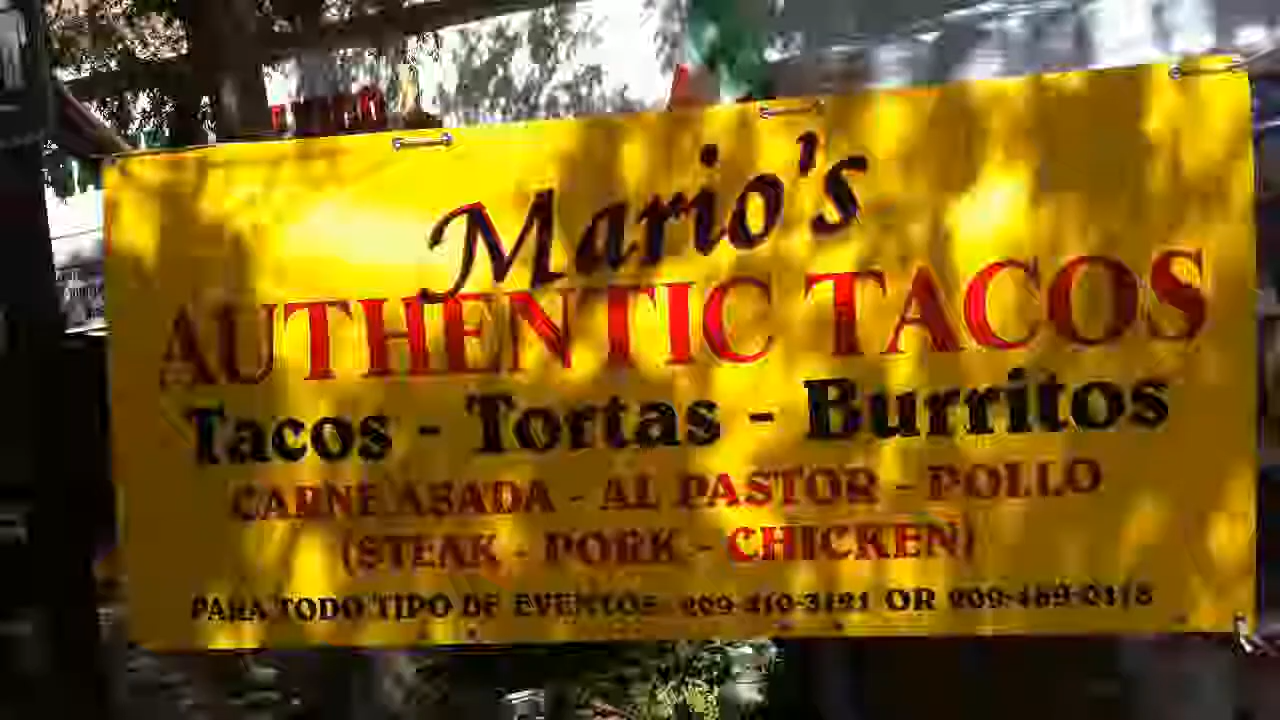 Mario's
AUTHENTIC TACOS
Tacos - Tortas - Burritos
CARNE ASADA - AL PASTOR - POLLO
(STEAK - PORK - CHICKEN)
PARA TODO TIPO DE EVENTOS OR